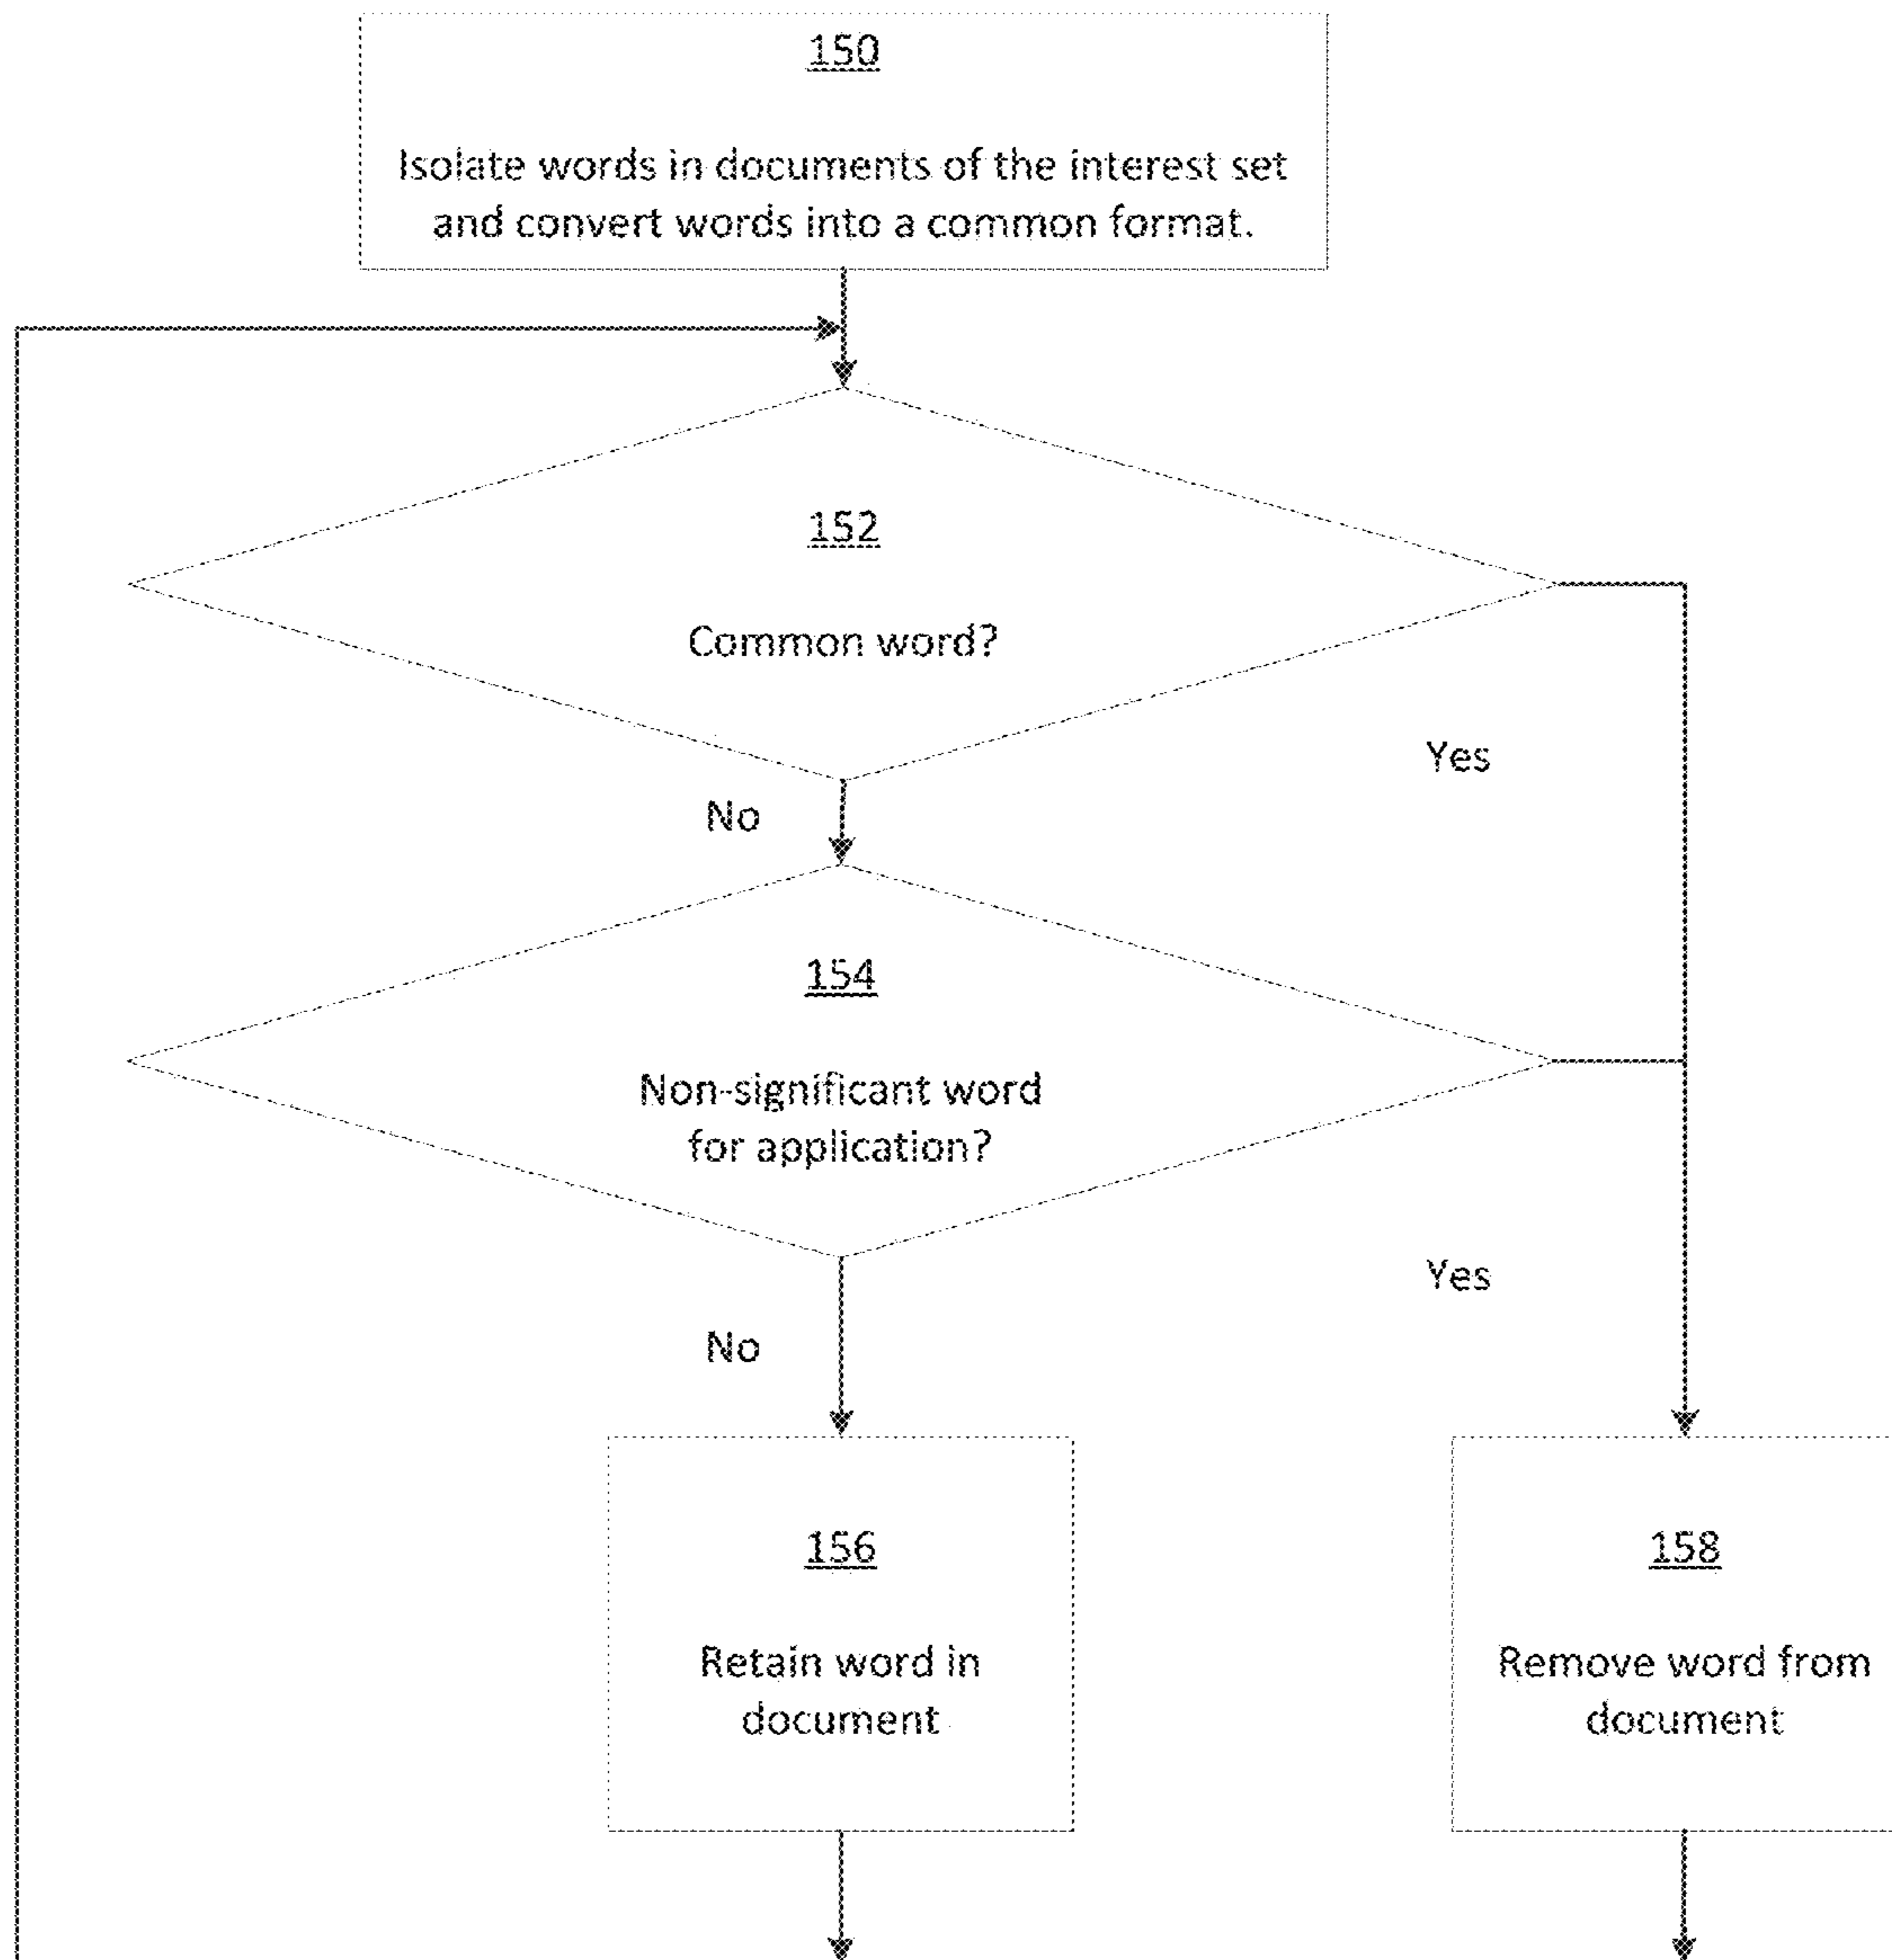 150
Isolate words in documents of the interest set
and convert words into a common format.
152
Common word?
Yes
No
154
Non-significant word
for application?
Yes
No
156
Retain word in
document
158
Remove word from
document